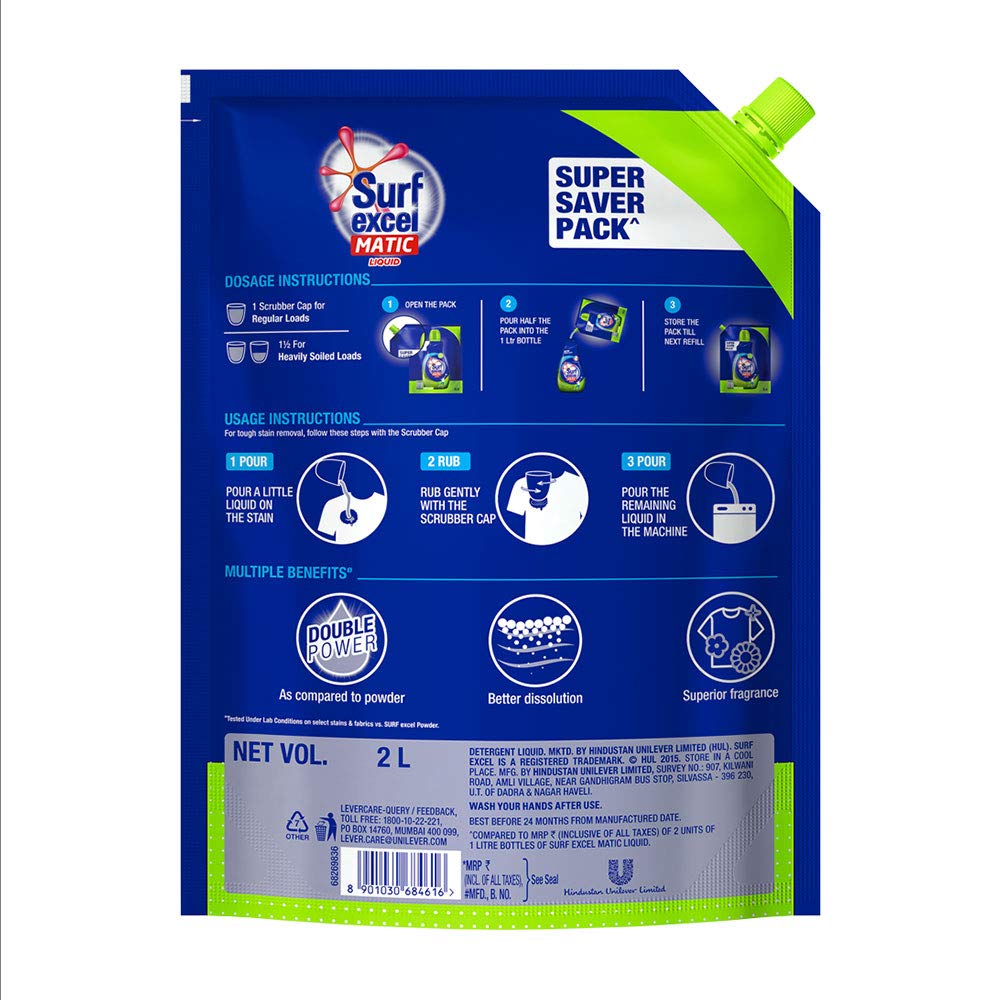 Surf
excel
MATIC
LIQUID
SUPER
SAVER
PACK^
DOSAGE INSTRUCTIONS
1 Scrubber Cap for
Regular Loads
1½ For
Heavily Soiled Loads
1 OPEN THE PACK
2
POUR HALF THE
PACK INTO THE
1 Ltr BOTTLE
3
STORE THE
PACK TILL
NEXT REFILL
USAGE INSTRUCTIONS
For tough stain removal, follow these steps with the Scrubber Cap
1 POUR
POUR A LITTLE
LIQUID ON
THE STAIN
2 RUB
RUB GENTLY
WITH THE
SCRUBBER CAP
3 POUR
POUR THE
REMAINING
LIQUID IN
THE MACHINE
MULTIPLE BENEFITS
DOUBLE
POWER
As compared to powder
Better dissolution
Superior fragrance
Tested Under Lab Conditions on select stains & fabrics vs. SURF excel Powder.
NET VOL. 2 L
DETERGENT LIQUID. MKTD. BY HINDUSTAN UNILEVER LIMITED (HUL). SURF
EXCEL IS A REGISTERED TRADEMARK. © HUL 2015. STORE IN A COOL
PLACE. MFG. BY HINDUSTAN UNILEVER LIMITED, SURVEY NO.: 907, KILWANI
ROAD, AMLI VILLAGE, NEAR GANDHIGRAM BUS STOP, SILVASSA - 396 230,
U.T. OF DADRA & NAGAR HAVELI.
WASH YOUR HANDS AFTER USE.
BEST BEFORE 24 MONTHS FROM MANUFACTURED DATE.
^COMPARED TO MRP ₹ (INCLUSIVE OF ALL TAXES) OF 2 UNITS OF
1 LITRE BOTTLES OF SURF EXCEL MATIC LIQUID.
7
OTHER
LEVERCARE-QUERY / FEEDBACK,
TOLL FREE: 1800-10-22-221,
PO BOX 14760, MUMBAI 400 099,
LEVER.CARE@UNILEVER.COM
68269836
8 901030 684616 >
*MRP ₹
(INCL. OF ALL TAXES),
#MFD., B. NO.
See Seal
Hindustan Unilever Limited